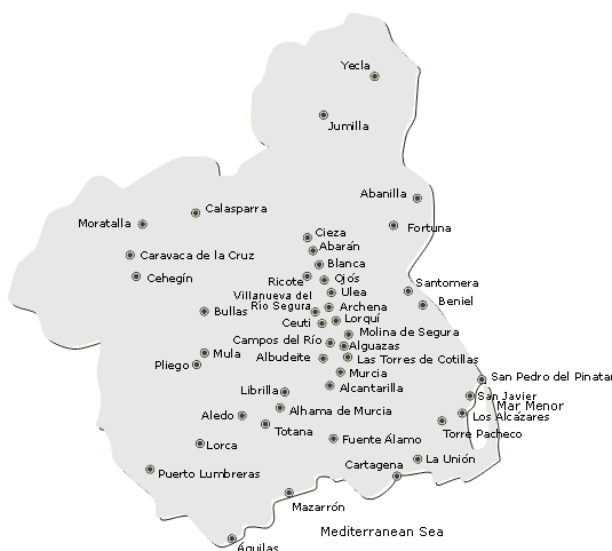 Yecla
Jumilla
Abanilla
Calasparra
Moratalla
Fortuna
Cieza
Abarán
Caravaca de la Cruz
Blanca
Cehegín
Ricote
Ojós
Santomera
Ulea
Villanueva del
Río Segura
Beniel
Bullas
Archena
Lorquí
Ceuti
Molina de Segura
Campos del Río
Alguazas
Mula
Albudeite
Las Torres de Cotillas
Pliego
Murcia
San Pedro del Pinatar
Alcantarilla
Librilla
San Javier
Mar Menor
Alhama de Murcia
Los Alcázares
Aledo
Totana
Torre Pacheco
Lorca
Fuente Álamo
La Unión
Cartagena
Puerto Lumbreras
Mazarrón
Mediterranean Sea
Águilas